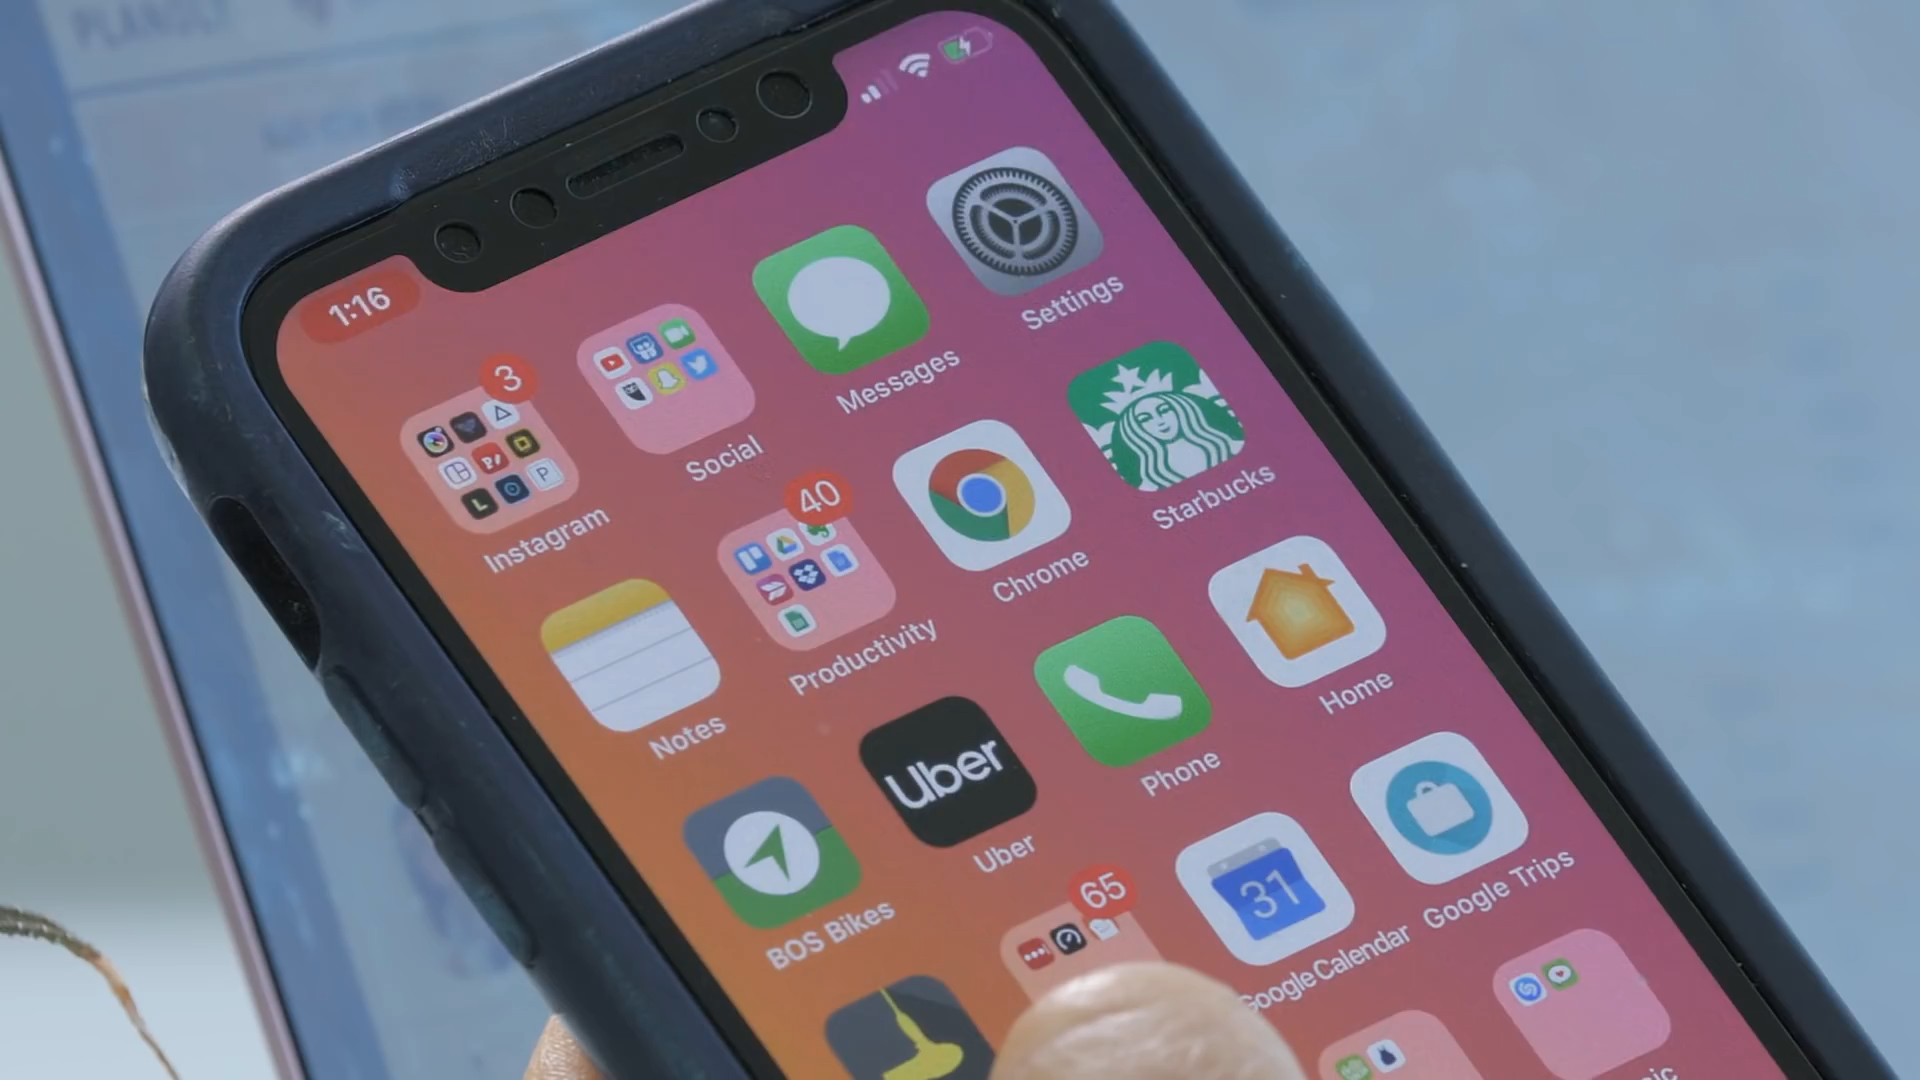 PLANOLY
1:16
3
Instagram
Social
Messages
Settings
Notes
40
Productivity
Chrome
Starbucks
BOS Bikes
Uber
Uber
Phone
Home
65
31
Google Calendar
Google Trips